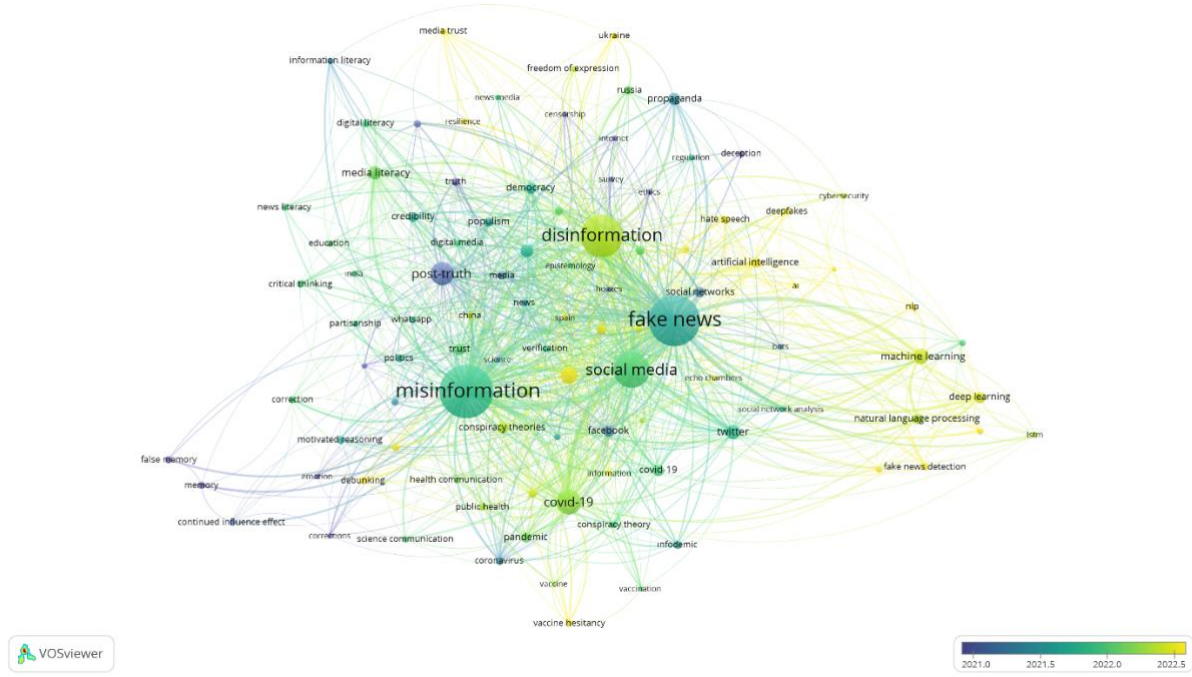 media trust
ukraine
information literacy
freedom of expression
news media
russia
propaganda
censorship
digital literacy
resilience
internet
regulation
deception
media literacy
truth
survey
democracy
ethics
cybersecurity
news literacy
credibility
populism
hate speech
deepfakes
disinformation
education
digital media
epistemology
artificial intelligence
india
post-truth
media
critical thinking
hoaxes
social networks
ai
news
nlp
partisanship
whatsapp
china
spain
fake news
trust
verification
bots
politics
science
machine learning
social media
echo chambers
misinformation
correction
deep learning
social network analysis
natural language processing
conspiracy theories
facebook
twitter
lstm
motivated reasoning
false memory
fake news detection
emotion
debunking
health communication
information
covid-19
memory
public health
covid-19
continued influence effect
conspiracy theory
corrections
science communication
pandemic
infodemic
coronavirus
vaccine
vaccination
vaccine hesitancy
VOSviewer
2021.0 2021.5 2022.0 2022.5